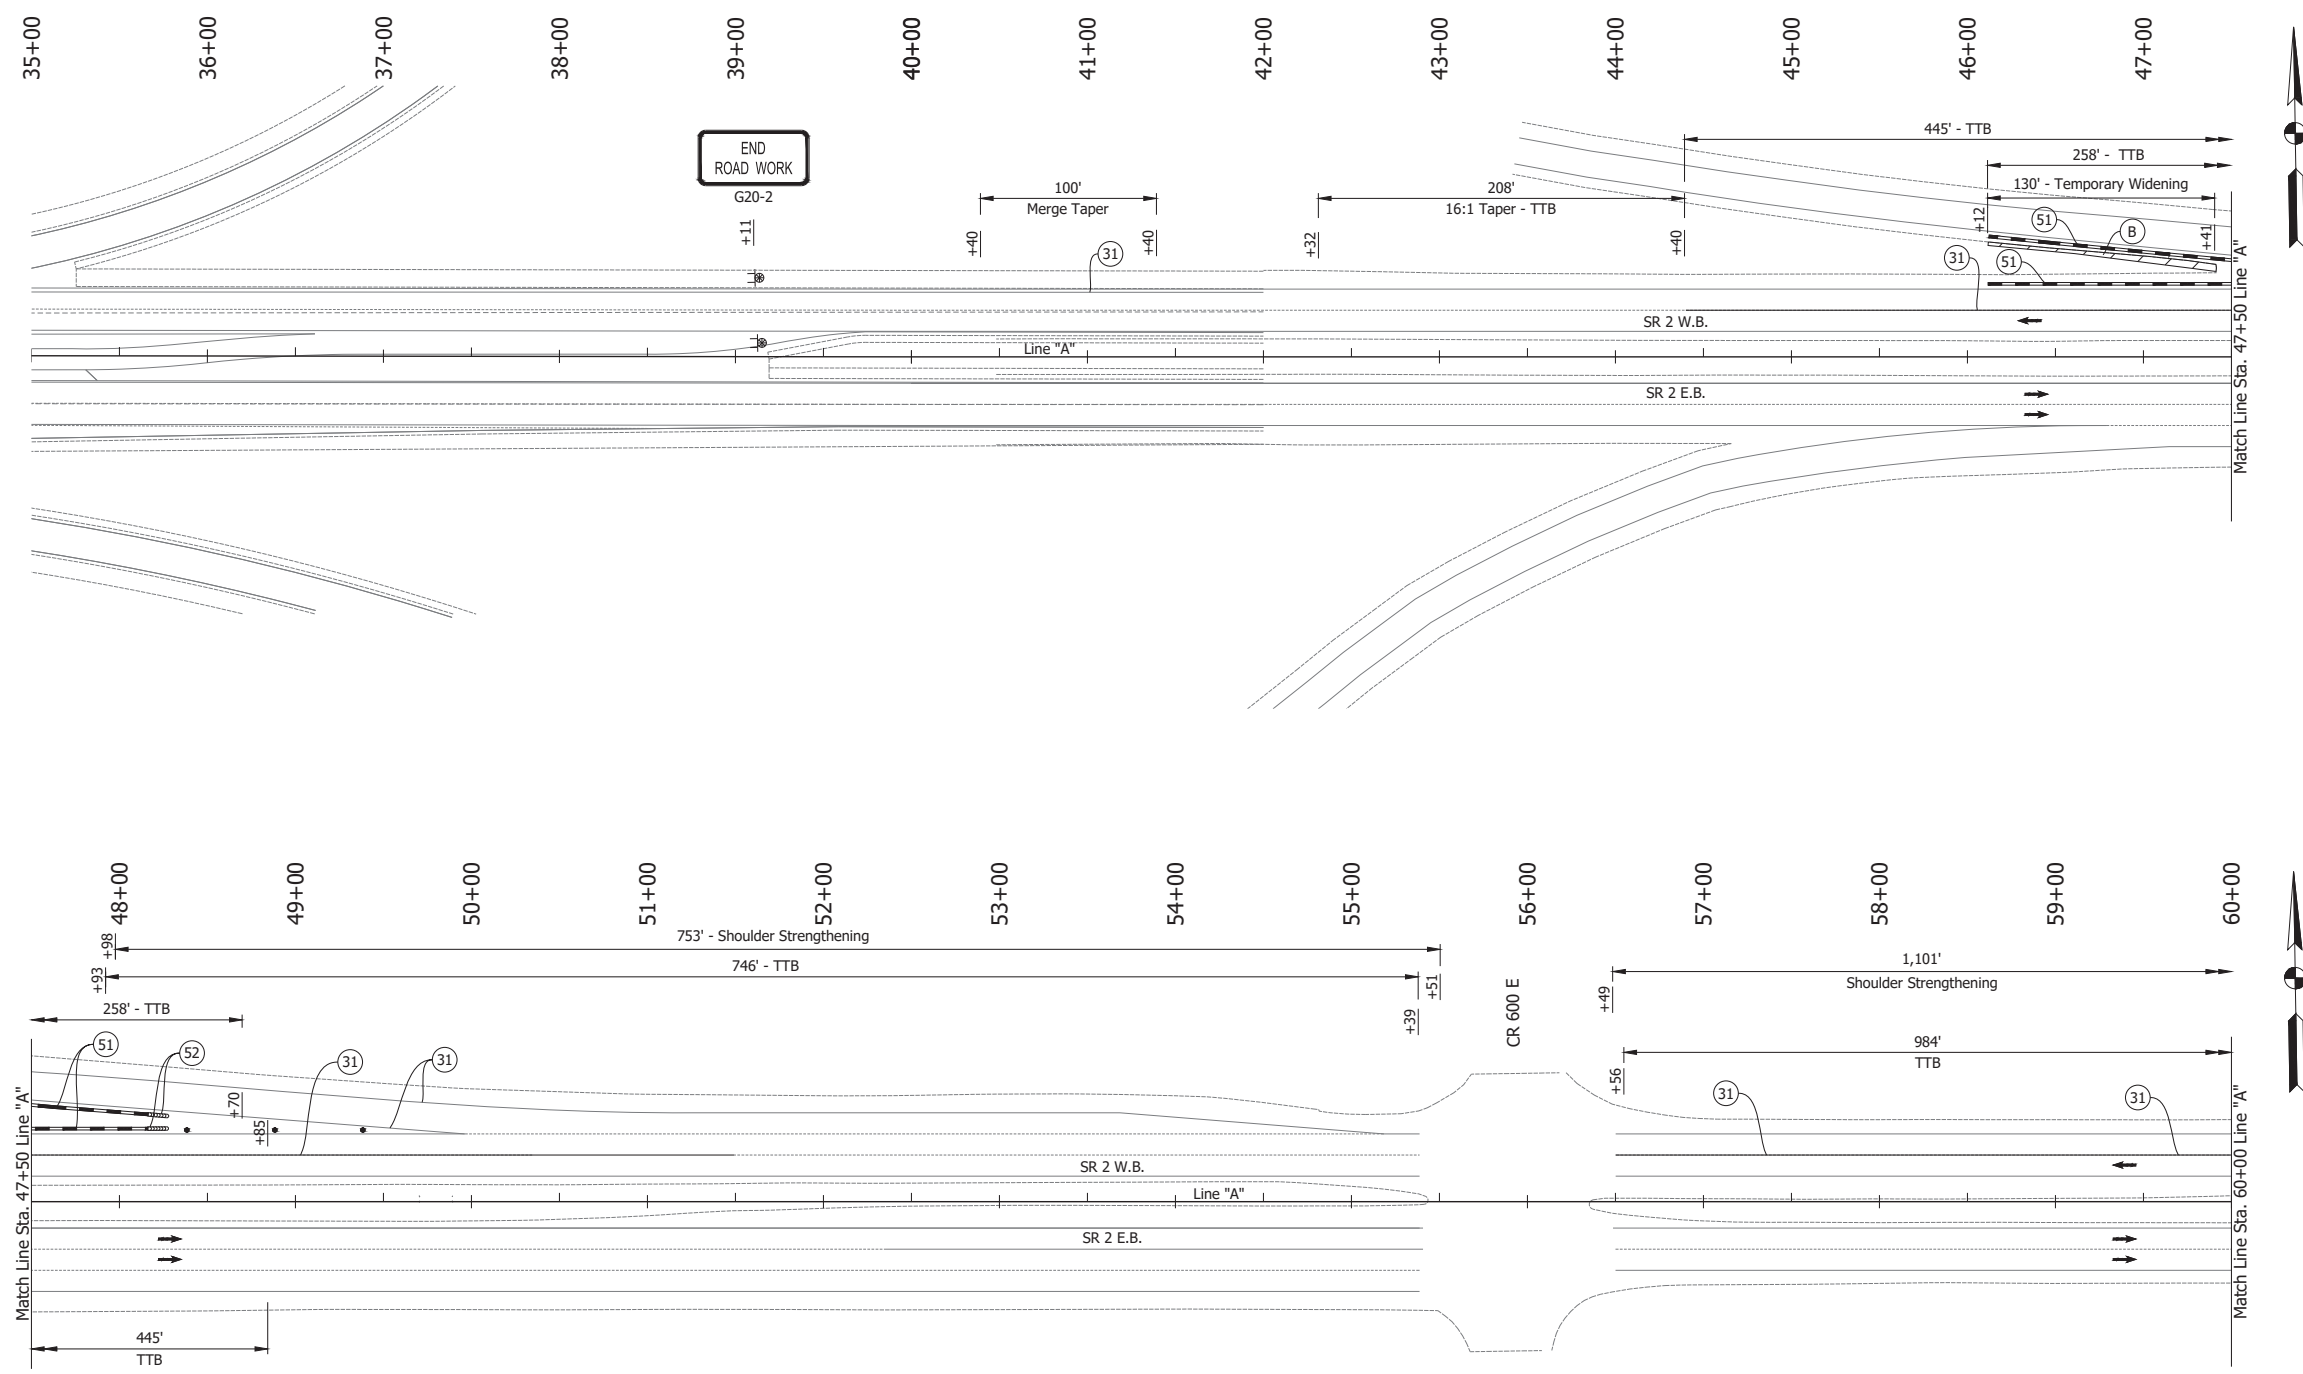 35+00
36+00
37+00
38+00
39+00
40+00
41+00
42+00
43+00
44+00
45+00
46+00
47+00
END
ROAD WORK
G20-2
+11
100'
Merge Taper
+40
+40
31
208'
16:1 Taper - TTB
+32
+40
445' - TTB
258' - TTB
130' - Temporary Widening
+12
51
B
+41
31
51
SR 2 W.B.
Line "A"
SR 2 E.B.
Match Line Sta. 47+50 Line "A"
48+00
49+00
50+00
51+00
52+00
53+00
54+00
55+00
56+00
57+00
58+00
59+00
60+00
+98
753' - Shoulder Strengthening
+93
746' - TTB
+51
+39
258' - TTB
CR 600 E
+49
1,101'
Shoulder Strengthening
984'
TTB
+56
51
52
31
31
31
31
+70
+85
SR 2 W.B.
Line "A"
SR 2 E.B.
445'
TTB
Match Line Sta. 47+50 Line "A"
Match Line Sta. 60+00 Line "A"